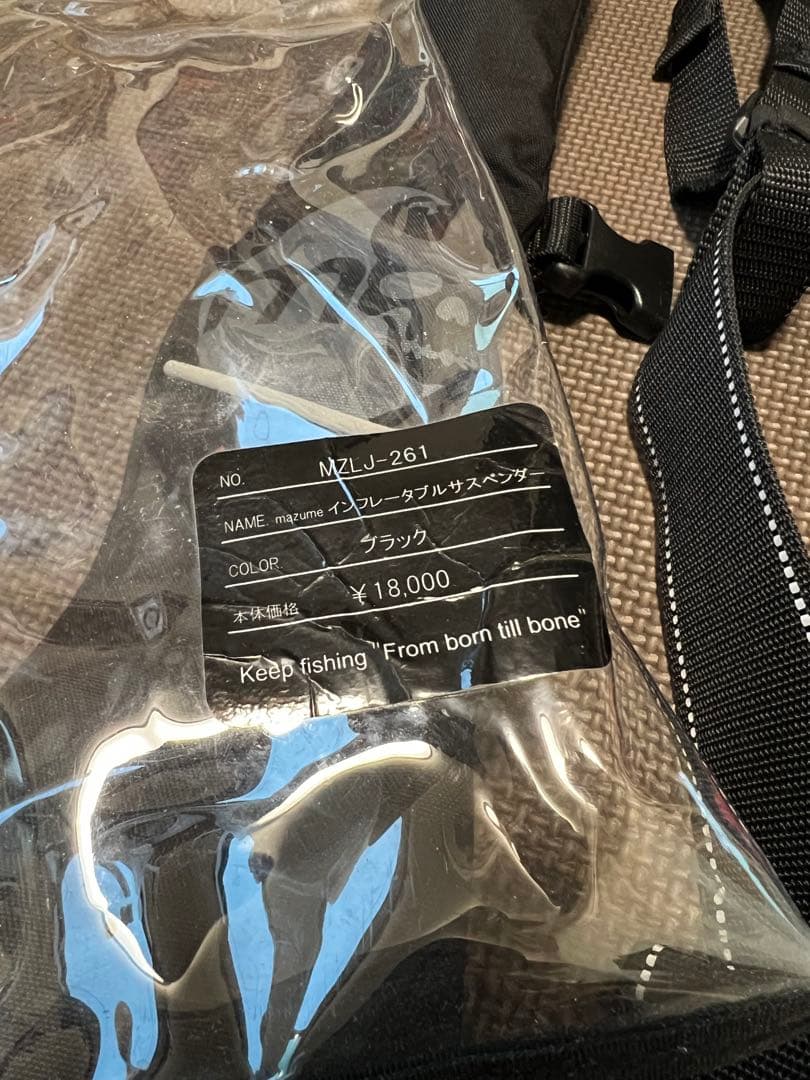 NO. MZLJ-261
NAME. mazume インフレータブルサスペンダー
COLOR. ブラック
本体価格 ¥18,000
Keep fishing "From born till bone"